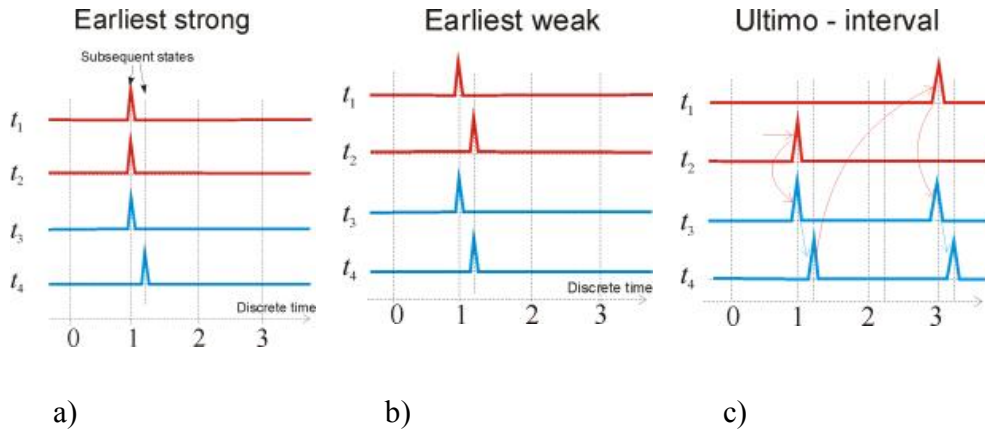 Earliest strong
Subsequent states
t1
t2
t3
t4
Discrete time
0 1 2 3
a)
Earliest weak
t1
t2
t3
t4
Discrete time
0 1 2 3
b)
Ultimo - interval
t1
t2
t3
t4
0 1 2 3
c)